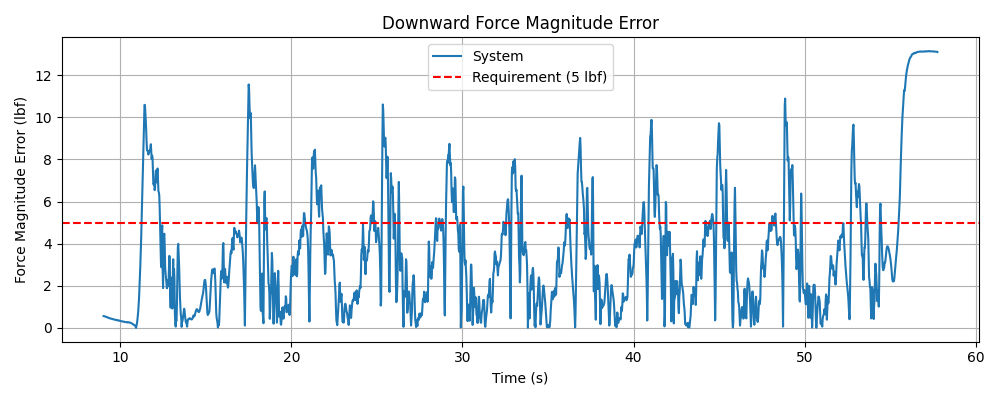 Downward Force Magnitude Error
System
Requirement (5 lbf)
Force Magnitude Error (lbf)
12
10
8
6
4
2
0
10 20 30 40 50 60
Time (s)